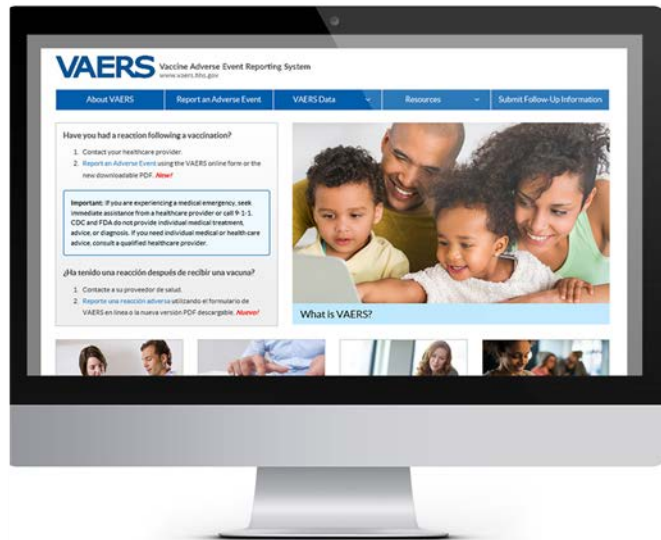 VAERS Vaccine Adverse Event Reporting System
www.vaers.hhs.gov
About VAERS Report an Adverse Event VAERS Data Resources Submit Follow-Up Information
Have you had a reaction following a vaccination?
1. Contact your healthcare provider.
2. Report an Adverse Event using the VAERS online form or the
new downloadable PDF. New!
Important: If you are experiencing a medical emergency, seek
immediate assistance from a healthcare provider or call 9-1-1.
CDC and FDA do not provide individual medical treatment,
advice, or diagnosis. If you need individual medical or health care
advice, consult a qualified healthcare provider.
¿Ha tenido una reacción después de recibir una vacuna?
1. Contacte a su proveedor de salud.
2. Reporte una reacción adversa utilizando el formulario de
VAERS en línea o la nueva versión PDF descargable. Nuevo!
What is VAERS?